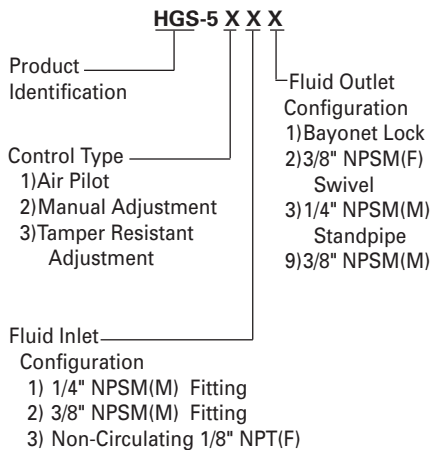 HGS-5 X X X
Product
Identification
Control Type
1)Air Pilot
2)Manual Adjustment
3)Tamper Resistant
Adjustment
Fluid Inlet
Configuration
1) 1/4" NPSM(M) Fitting
2) 3/8" NPSM(M) Fitting
3) Non-Circulating 1/8" NPT(F)
Fluid Outlet
Configuration
1)Bayonet Lock
2)3/8" NPSM(F)
Swivel
3)1/4" NPSM(M)
Standpipe
9)3/8" NPSM(M)